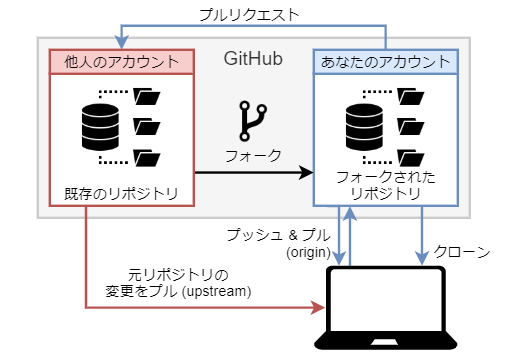 プルリクエスト
他人のアカウント
GitHub
あなたのアカウント
フォーク
既存のリポジトリ
フォークされた
リポジトリ
プッシュ & プル
(origin)
クローン
元リポジトリの
変更をプル (upstream)